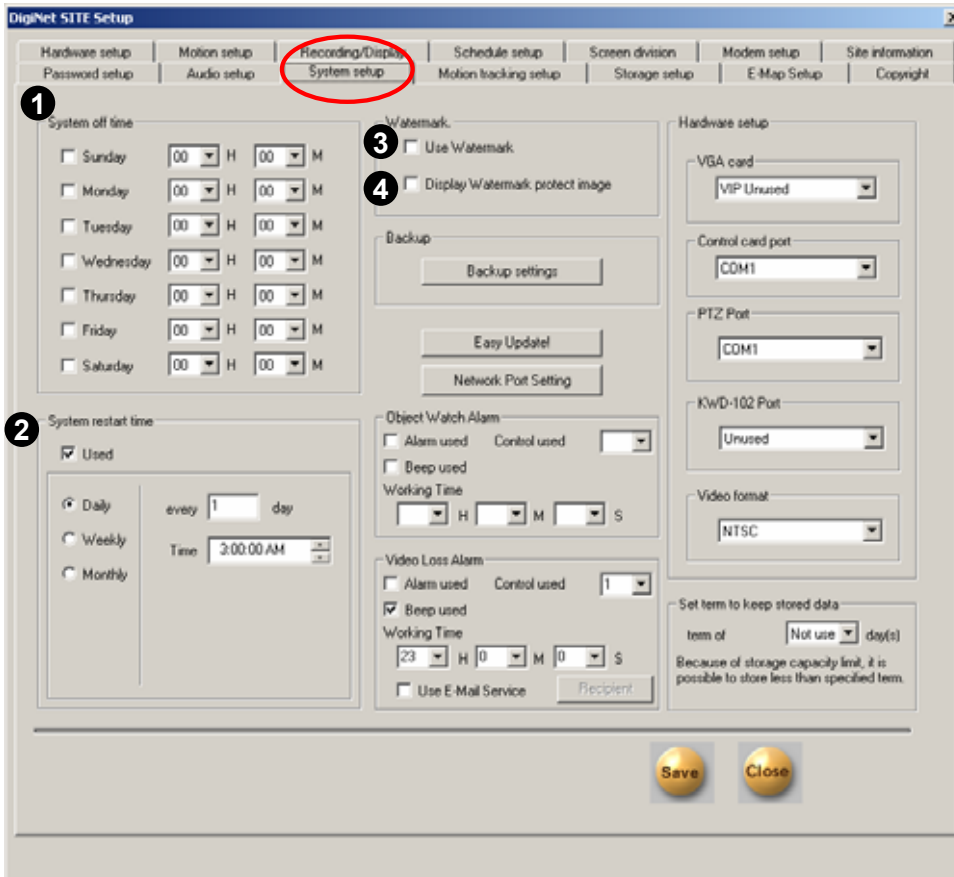 DigiNet SITE Setup
Hardware setup Motion setup Recording/Display Schedule setup Screen division Modem setup Site information
Password setup Audio setup System setup Motion tracking setup Storage setup E-Map Setup Copyright
1
System off time
Sunday 00 H 00 M
Monday 00 H 00 M
Tuesday 00 H 00 M
Wednesday 00 H 00 M
Thursday 00 H 00 M
Friday 00 H 00 M
Saturday 00 H 00 M
2
System restart time
Used
Daily every 1 day
Weekly Time 3:00:00 AM
Monthly
Watermark.
3 Use Watermark
4 Display Watermark protect image
Backup
Backup settings
Easy Update!
Network Port Setting
Object Watch Alarm
Alarm used Control used
Beep used
Working Time
H M S
Video Loss Alarm
Alarm used Control used 1
Beep used
Working Time
23 H 0 M 0 S
Use E-Mail Service Recipient
Hardware setup
VGA card
VIP Unused
Control card port
COM1
PTZ Port
COM1
KWD-102 Port
Unused
Video format
NTSC
Set term to keep stored data
term of Not use day(s)
Because of storage capacity limit, it is
possible to store less than specified term.
Save Close